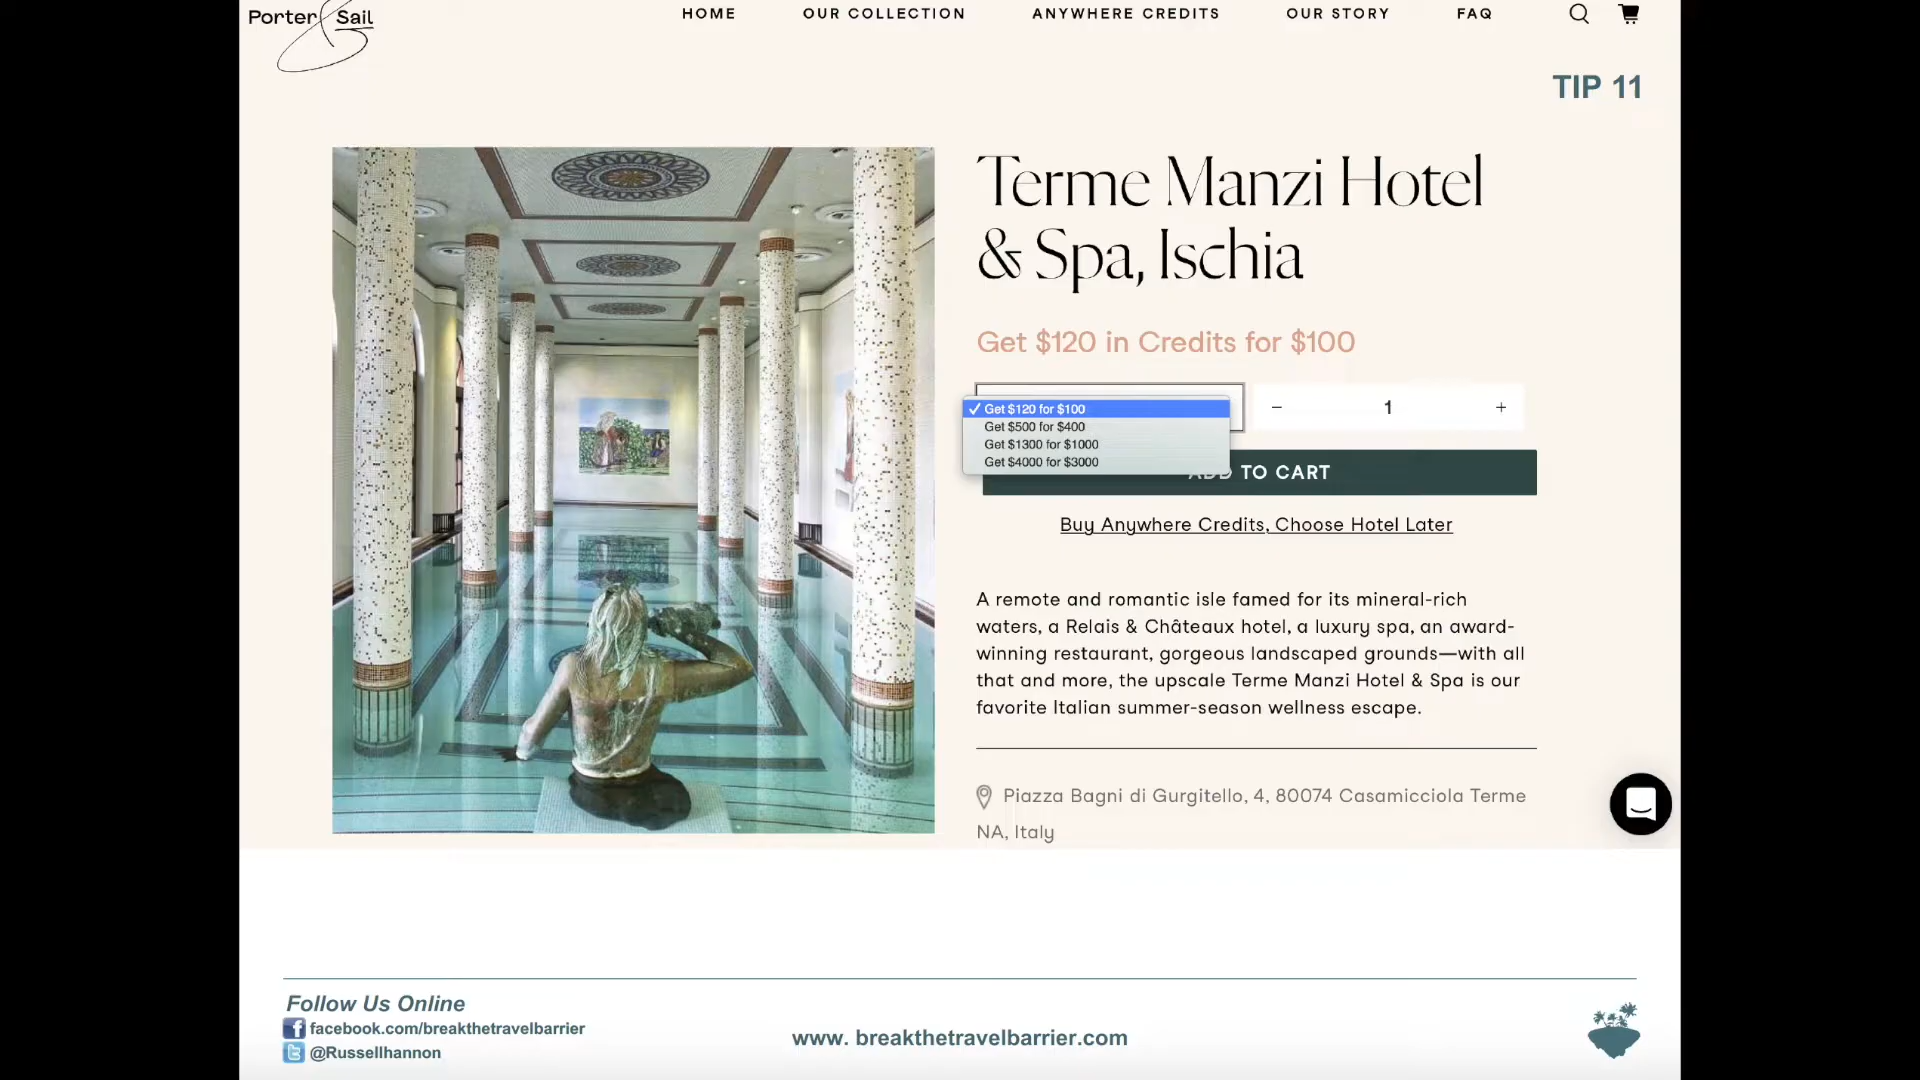 Porter & Sail
HOME OUR COLLECTION ANYWHERE CREDITS OUR STORY FAQ
TIP 11
Terme Manzi Hotel
& Spa, Ischia
Get $120 in Credits for $100
✓ Get $120 for $100
Get $500 for $400
Get $1300 for $1000
Get $4000 for $3000
− 1 +
ADD TO CART
Buy Anywhere Credits, Choose Hotel Later
A remote and romantic isle famed for its mineral-rich
waters, a Relais & Châteaux hotel, a luxury spa, an award-
winning restaurant, gorgeous landscaped grounds—with all
that and more, the upscale Terme Manzi Hotel & Spa is our
favorite Italian summer-season wellness escape.
Piazza Bagni di Gurgitello, 4, 80074 Casamicciola Terme
NA, Italy
Follow Us Online
facebook.com/breakthetravelbarrier
@Russellhannon
www. breakthetravelbarrier.com